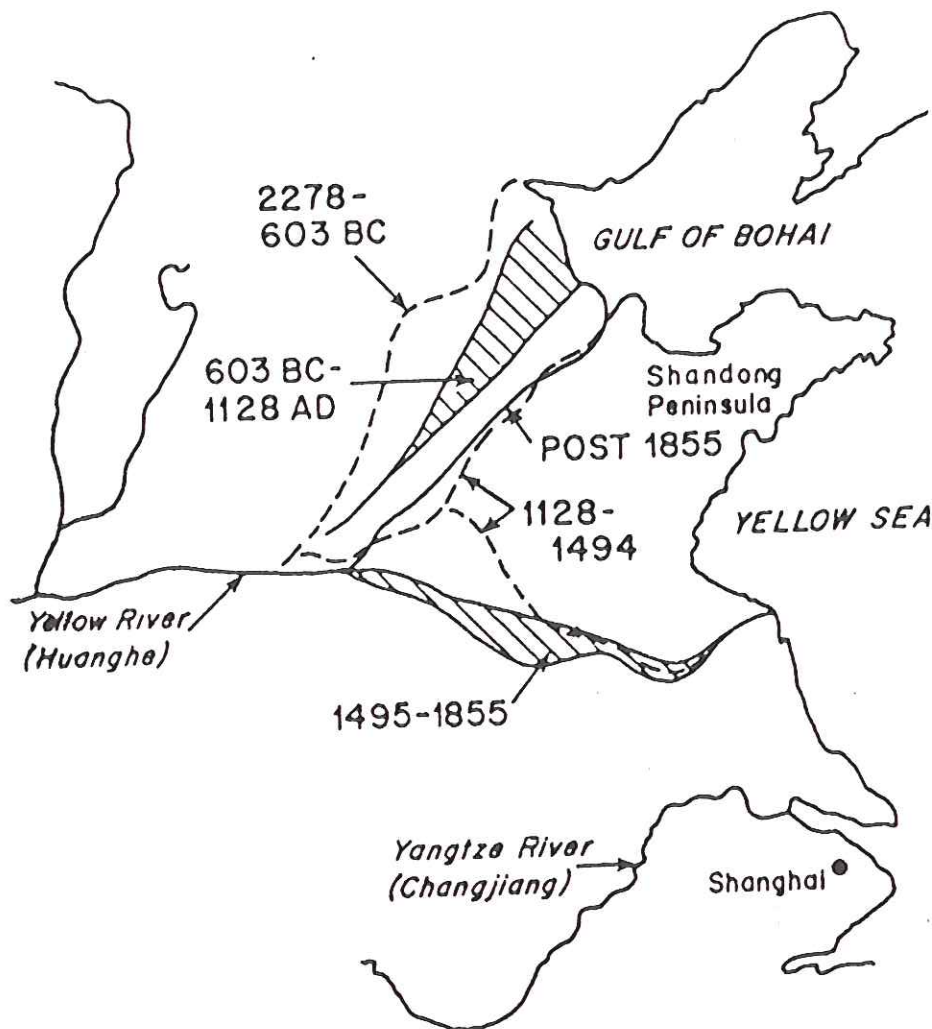 2278-
603 BC
GULF OF BOHAI
603 BC-
1128 AD
Shandong
Peninsula
POST 1855
1128-
1494
YELLOW SEA
Yellow River
(Huanghe)
1495-1855
Yangtze River
(Changjiang)
Shanghai